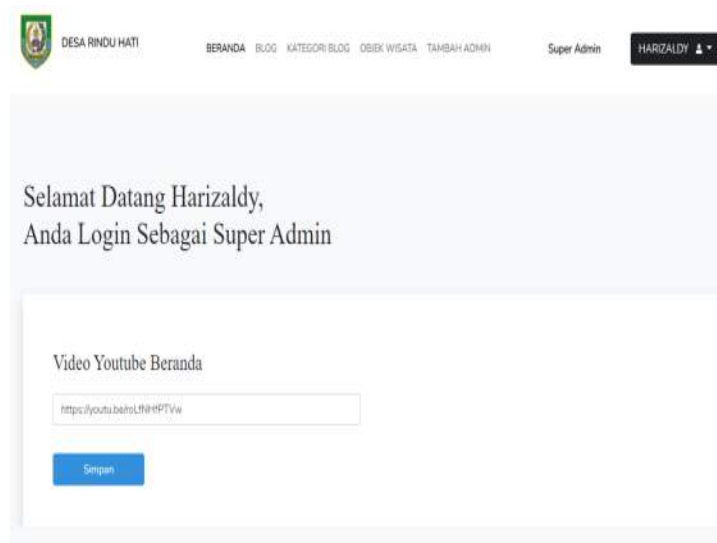 DESA RINDU HATI
BERANDA BLOG KATEGORI BLOG OBJEK WISATA TAMBAH ADMIN Super Admin HARIZALDY
Selamat Datang Harizaldy,
Anda Login Sebagai Super Admin
Video Youtube Beranda
Simpan